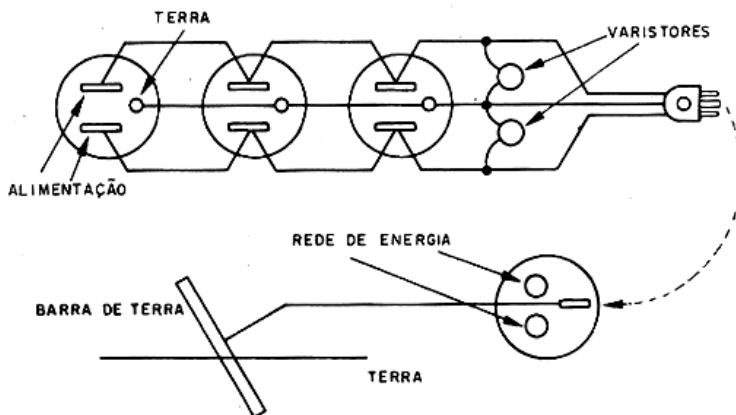 TERRA
VARISTORES
ALIMENTAÇÃO
REDE DE ENERGIA
BARRA DE TERRA
TERRA